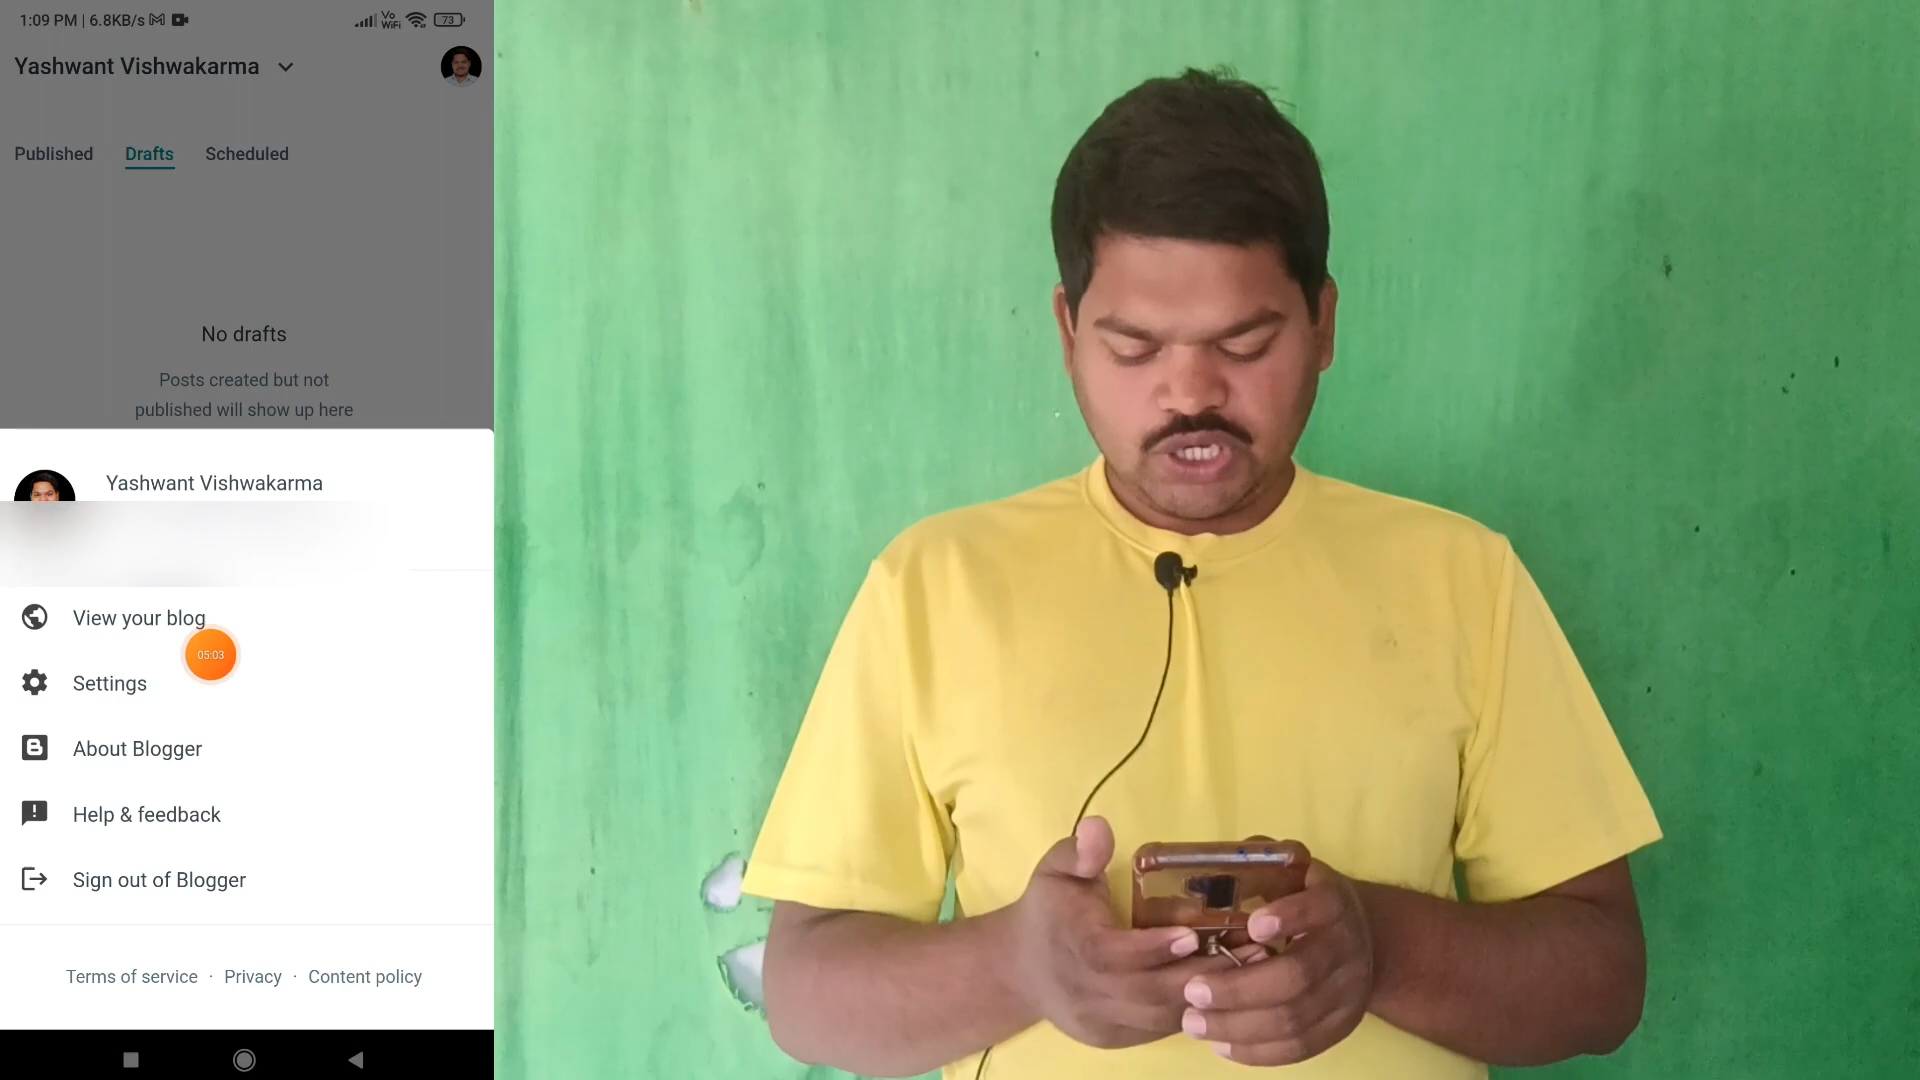 1:09 PM | 6.8KB/s Vo WiFi 73
Yashwant Vishwakarma
Published Drafts Scheduled
No drafts
Posts created but not
published will show up here
Yashwant Vishwakarma
View your blog
05:03
Settings
About Blogger
Help & feedback
Sign out of Blogger
Terms of service · Privacy · Content policy